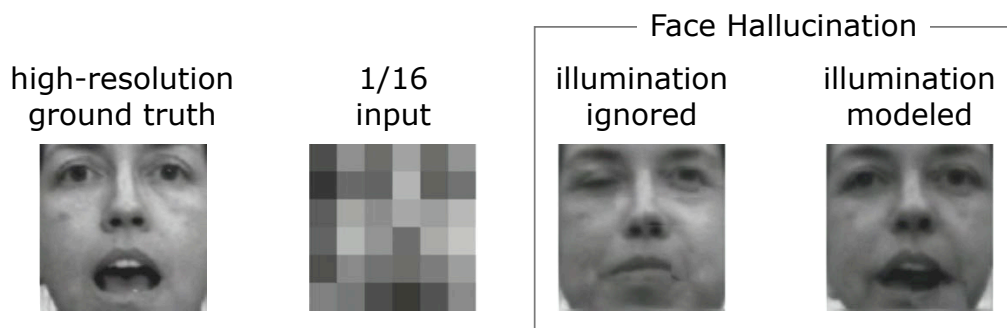 Face Hallucination
high-resolution
ground truth
1/16
input
illumination
ignored
illumination
modeled